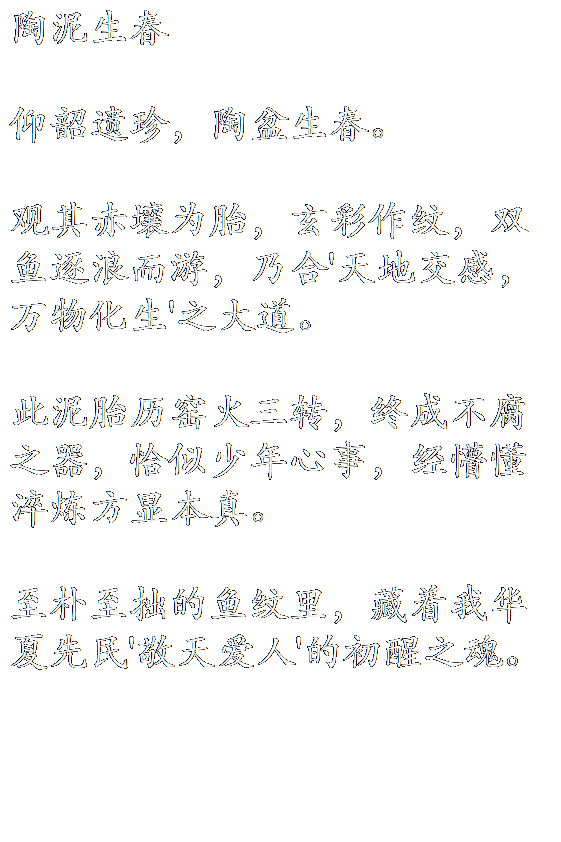 陶泥生春
仰韶遗珍，陶盆生春。
观其赤壤为胎，玄彩作纹，双
鱼逐浪而游，乃合'天地交感，
万物化生'之大道。
此泥胎历窑火三转，终成不腐
之器，恰似少年心事，经懵懂
淬炼方显本真。
至朴至拙的鱼纹里，藏着我华
夏先民'敬天爱人'的初醒之魂。